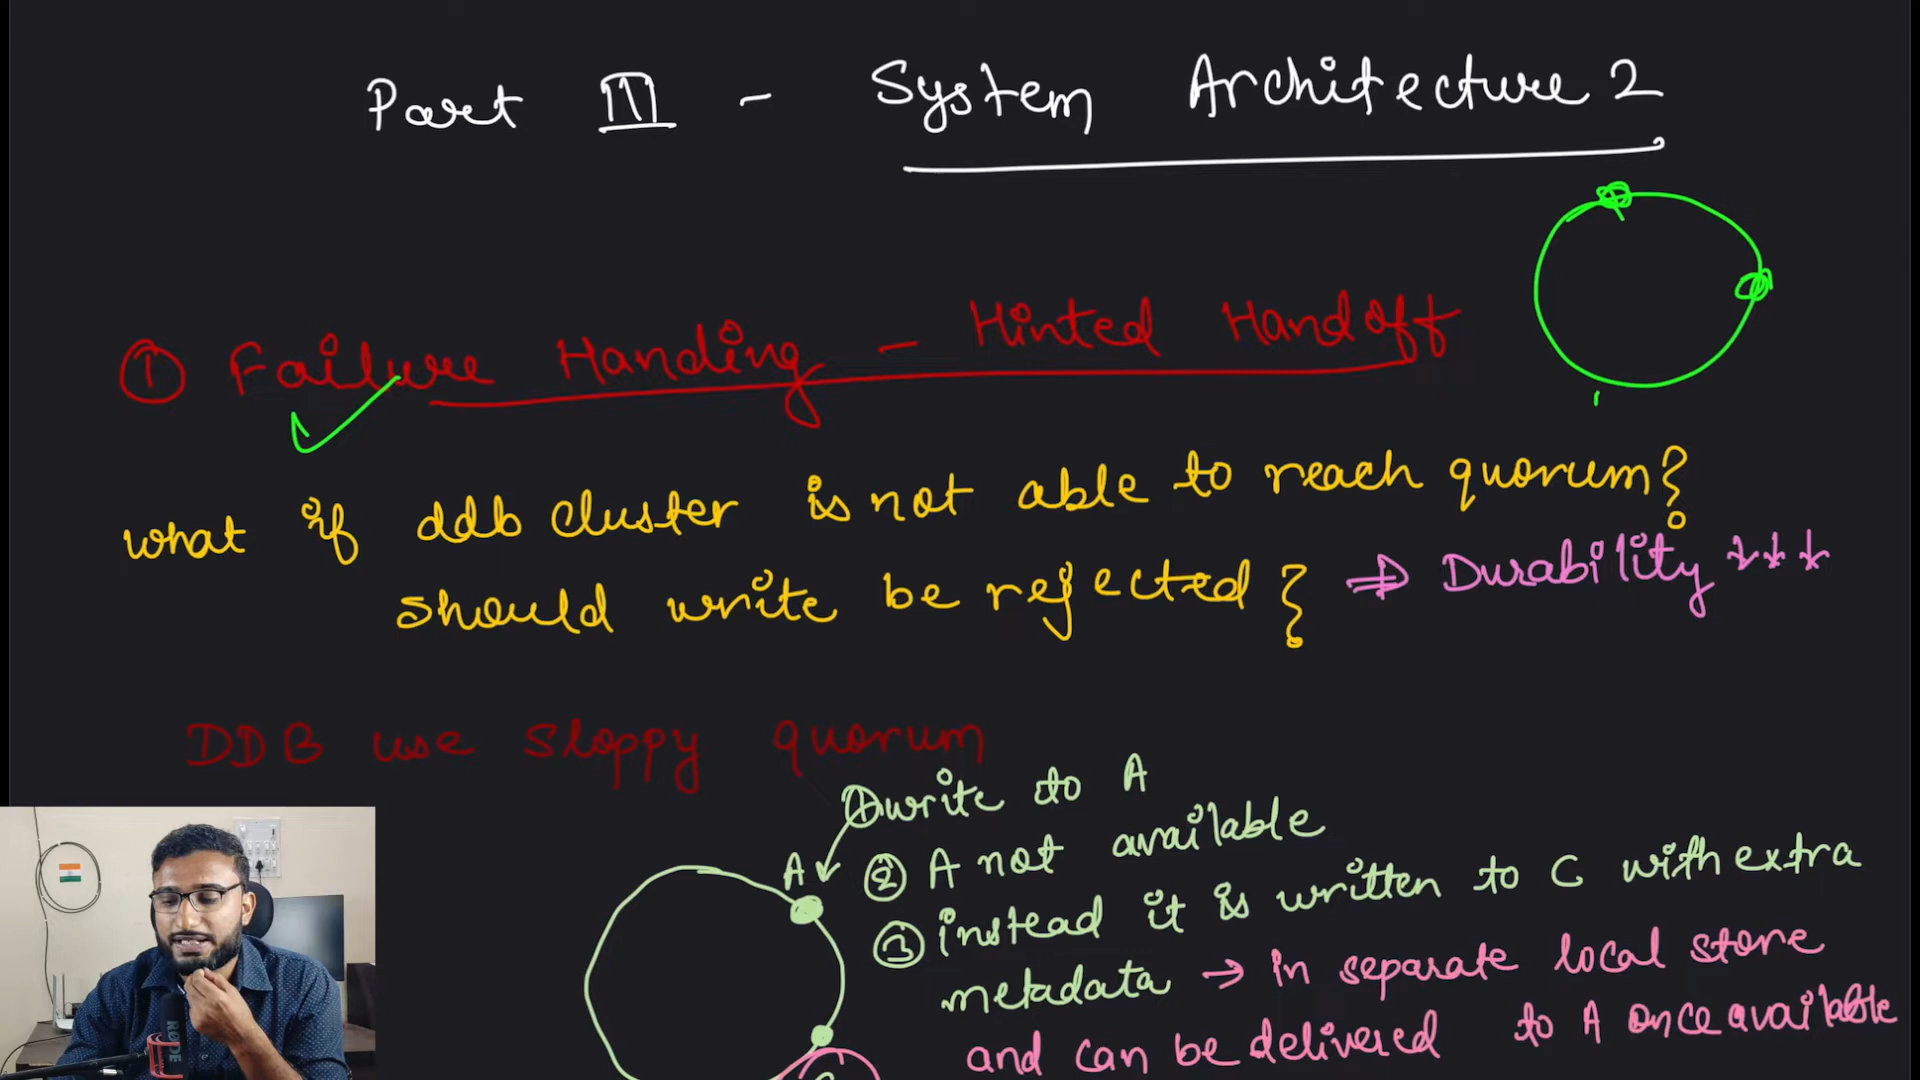 Part III - System Architecture 2
① Failure Handing - Hinted Handoff
what if ddb cluster is not able to reach quorum?
should write be rejected? ⇒ Durability ↓↓↓
DDB use sloppy quorum
① write to A
A
② A not available
③ instead it is written to C with extra
metadata → in separate local store
and can be delivered to A once available
C
RODE